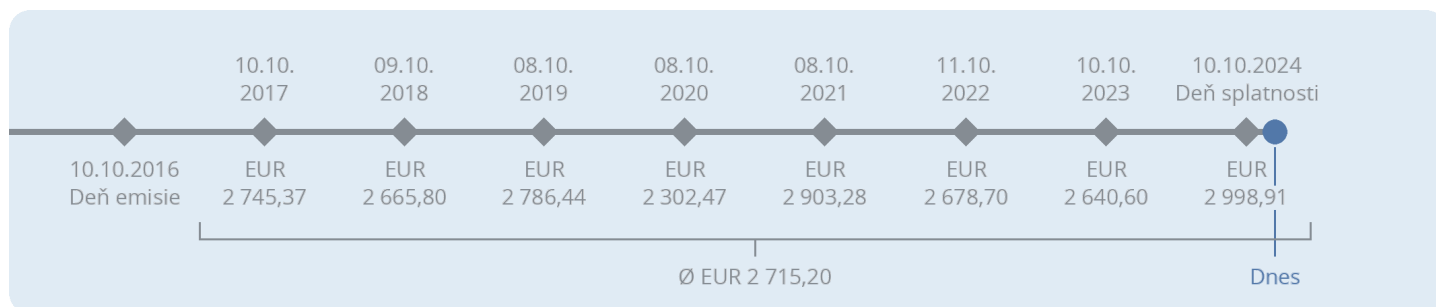 10.10.
2017
09.10.
2018
08.10.
2019
08.10.
2020
08.10.
2021
11.10.
2022
10.10.
2023
10.10.2024
Deň splatnosti
10.10.2016
Deň emisie
EUR
2 745,37
EUR
2 665,80
EUR
2 786,44
EUR
2 302,47
EUR
2 903,28
EUR
2 678,70
EUR
2 640,60
EUR
2 998,91
Ø EUR 2 715,20
Dnes